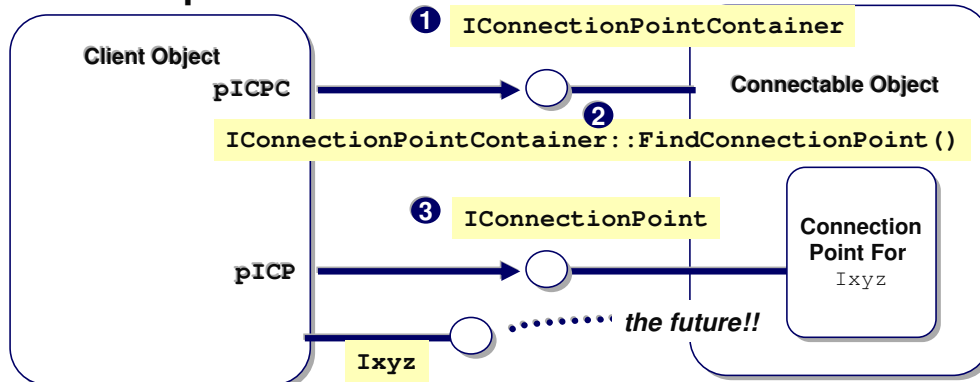 1 IConnectionPointContainer
Client Object
pICPC
Connectable Object
2
IConnectionPointContainer::FindConnectionPoint()
3 IConnectionPoint
Connection
Point For
Ixyz
pICP
the future!!
Ixyz